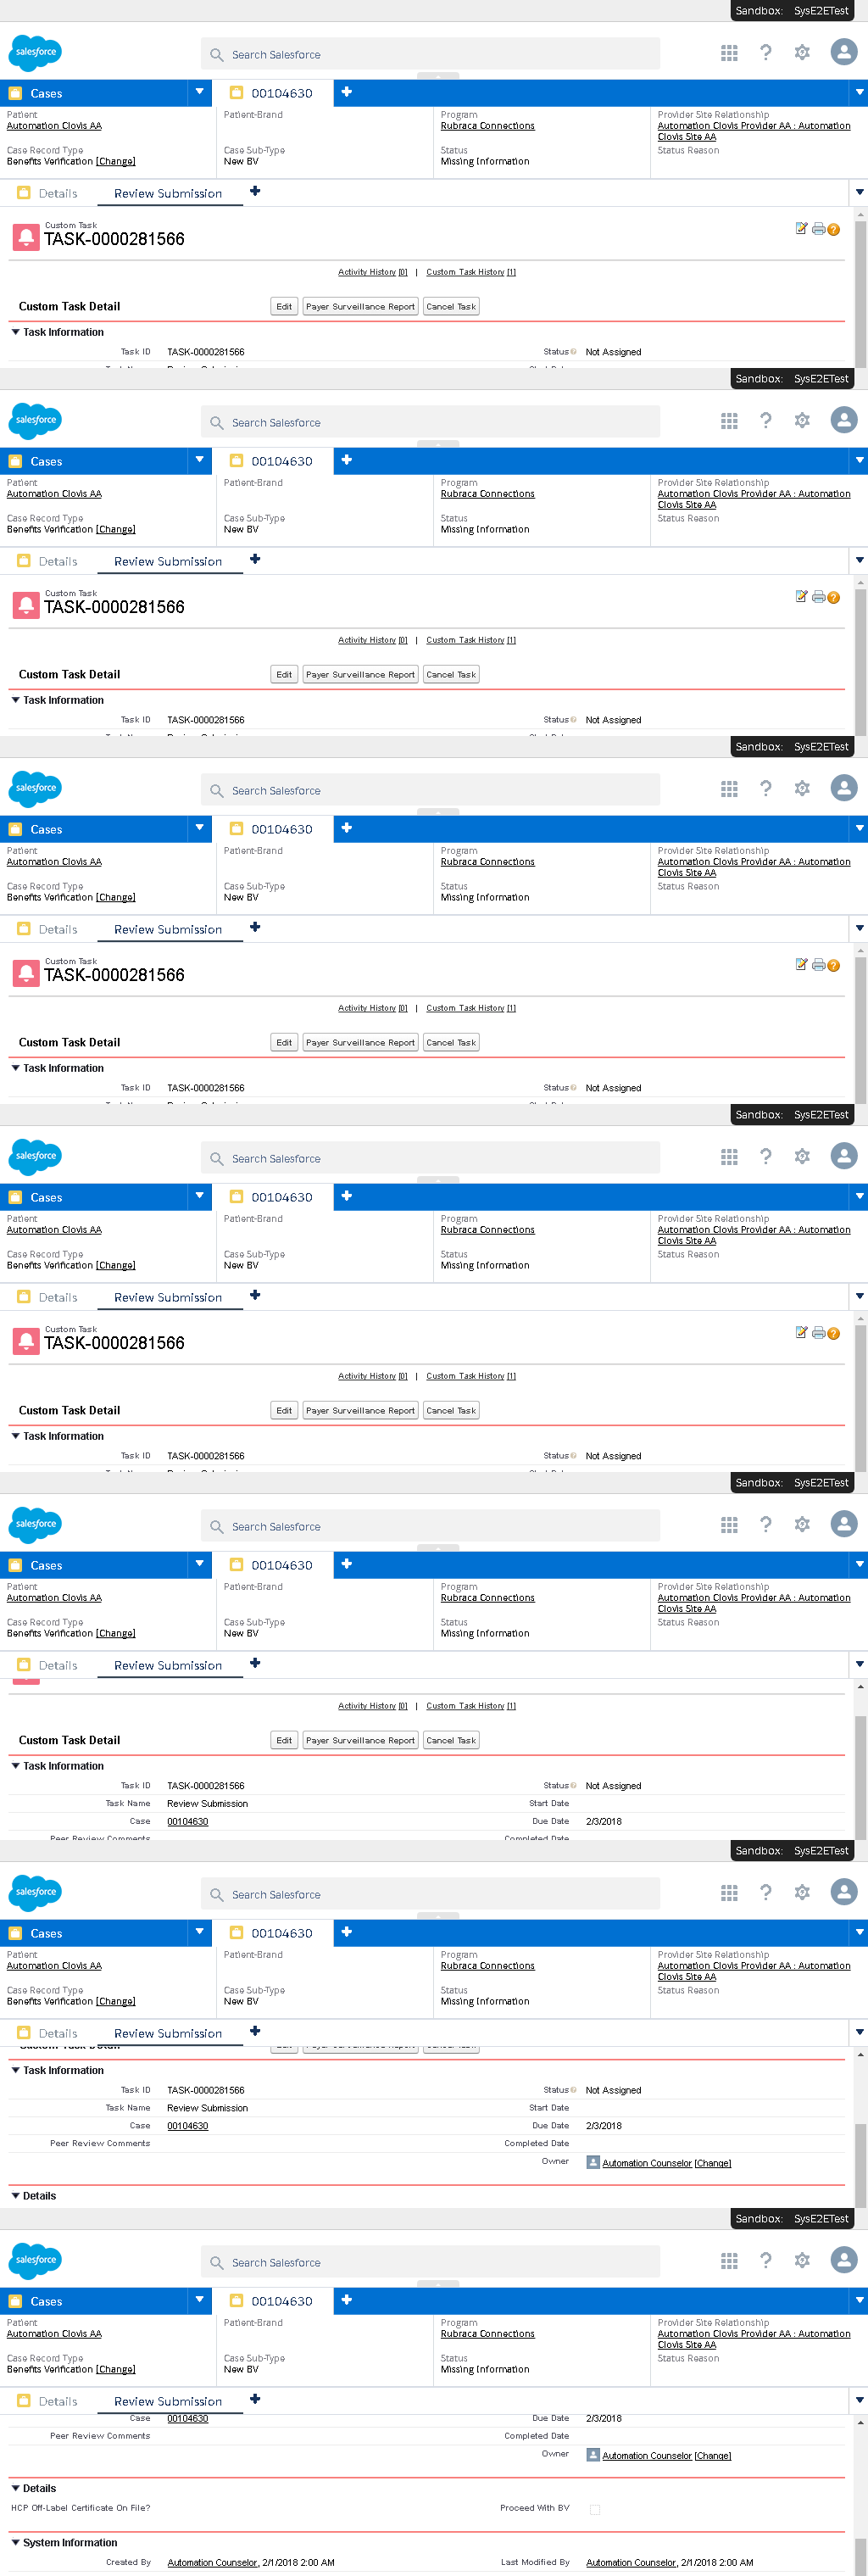 Sandbox: SysE2ETest
salesforce
Search Salesforce
Cases
00104630
Patient
Automation Clovis AA
Patient-Brand
Program
Rubraca Connections
Provider Site Relationship
Automation Clovis Provider AA : Automation
Clovis Site AA
Case Record Type
Benefits Verification [Change]
Case Sub-Type
New BV
Status
Missing Information
Status Reason
Details
Review Submission
Custom Task
TASK-0000281566
Activity History [0] | Custom Task History [1]
Custom Task Detail
Edit
Payer Surveillance Report
Cancel Task
Task Information
Task ID TASK-0000281566
Status Not Assigned
Sandbox: SysE2ETest
salesforce
Search Salesforce
Cases
00104630
Patient
Automation Clovis AA
Patient-Brand
Program
Rubraca Connections
Provider Site Relationship
Automation Clovis Provider AA : Automation
Clovis Site AA
Case Record Type
Benefits Verification [Change]
Case Sub-Type
New BV
Status
Missing Information
Status Reason
Details
Review Submission
Custom Task
TASK-0000281566
Activity History [0] | Custom Task History [1]
Custom Task Detail
Edit
Payer Surveillance Report
Cancel Task
Task Information
Task ID TASK-0000281566
Status Not Assigned
Sandbox: SysE2ETest
salesforce
Search Salesforce
Cases
00104630
Patient
Automation Clovis AA
Patient-Brand
Program
Rubraca Connections
Provider Site Relationship
Automation Clovis Provider AA : Automation
Clovis Site AA
Case Record Type
Benefits Verification [Change]
Case Sub-Type
New BV
Status
Missing Information
Status Reason
Details
Review Submission
Custom Task
TASK-0000281566
Activity History [0] | Custom Task History [1]
Custom Task Detail
Edit
Payer Surveillance Report
Cancel Task
Task Information
Task ID TASK-0000281566
Status Not Assigned
Sandbox: SysE2ETest
salesforce
Search Salesforce
Cases
00104630
Patient
Automation Clovis AA
Patient-Brand
Program
Rubraca Connections
Provider Site Relationship
Automation Clovis Provider AA : Automation
Clovis Site AA
Case Record Type
Benefits Verification [Change]
Case Sub-Type
New BV
Status
Missing Information
Status Reason
Details
Review Submission
Custom Task
TASK-0000281566
Activity History [0] | Custom Task History [1]
Custom Task Detail
Edit
Payer Surveillance Report
Cancel Task
Task Information
Task ID TASK-0000281566
Status Not Assigned
Sandbox: SysE2ETest
salesforce
Search Salesforce
Cases
00104630
Patient
Automation Clovis AA
Patient-Brand
Program
Rubraca Connections
Provider Site Relationship
Automation Clovis Provider AA : Automation
Clovis Site AA
Case Record Type
Benefits Verification [Change]
Case Sub-Type
New BV
Status
Missing Information
Status Reason
Details
Review Submission
Activity History [0] | Custom Task History [1]
Custom Task Detail
Edit
Payer Surveillance Report
Cancel Task
Task Information
Task ID TASK-0000281566
Status Not Assigned
Task Name Review Submission
Start Date
Case 00104630
Due Date 2/3/2018
Peer Review Comments
Completed Date
Sandbox: SysE2ETest
salesforce
Search Salesforce
Cases
00104630
Patient
Automation Clovis AA
Patient-Brand
Program
Rubraca Connections
Provider Site Relationship
Automation Clovis Provider AA : Automation
Clovis Site AA
Case Record Type
Benefits Verification [Change]
Case Sub-Type
New BV
Status
Missing Information
Status Reason
Details
Review Submission
Task Information
Task ID TASK-0000281566
Status Not Assigned
Task Name Review Submission
Start Date
Case 00104630
Due Date 2/3/2018
Peer Review Comments
Completed Date
Owner Automation Counselor [Change]
Details
Sandbox: SysE2ETest
salesforce
Search Salesforce
Cases
00104630
Patient
Automation Clovis AA
Patient-Brand
Program
Rubraca Connections
Provider Site Relationship
Automation Clovis Provider AA : Automation
Clovis Site AA
Case Record Type
Benefits Verification [Change]
Case Sub-Type
New BV
Status
Missing Information
Status Reason
Details
Review Submission
Case 00104630
Due Date 2/3/2018
Peer Review Comments
Completed Date
Owner Automation Counselor [Change]
Details
HCP Off-Label Certificate On File?
Proceed With BV
System Information
Created By Automation Counselor, 2/1/2018 2:00 AM
Last Modified By Automation Counselor, 2/1/2018 2:00 AM